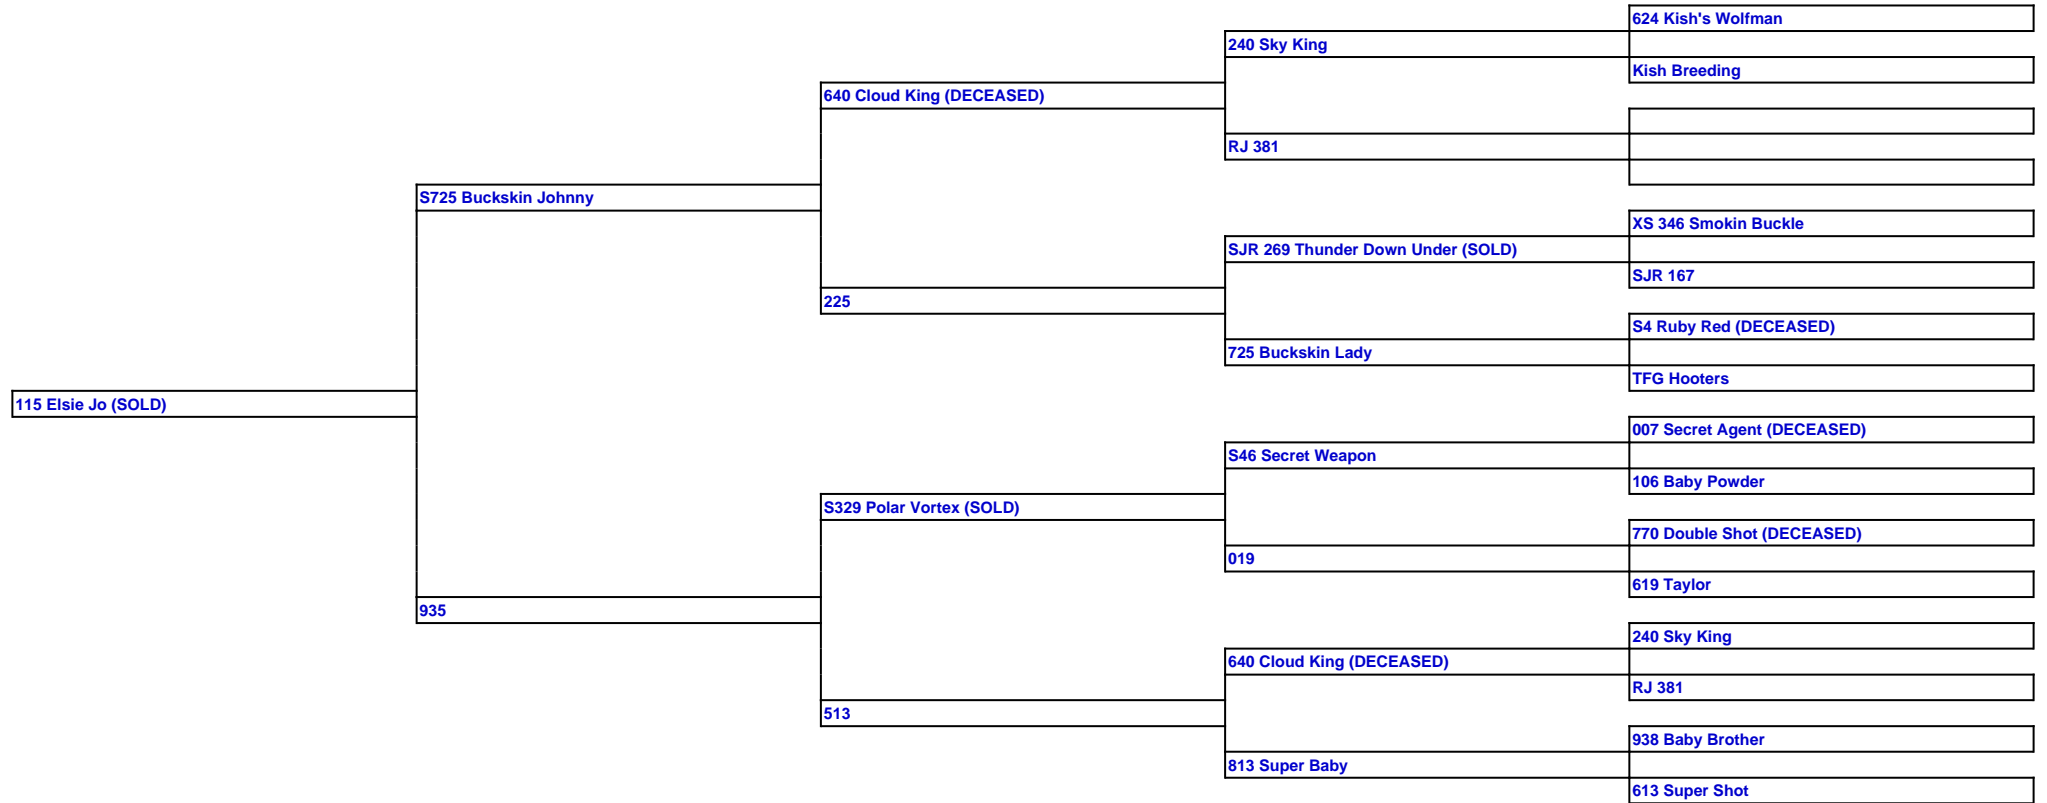 624 Kish's Wolfman
240 Sky King
Kish Breeding
640 Cloud King (DECEASED)
RJ 381
S725 Buckskin Johnny
XS 346 Smokin Buckle
SJR 269 Thunder Down Under (SOLD)
SJR 167
225
S4 Ruby Red (DECEASED)
725 Buckskin Lady
TFG Hooters
115 Elsie Jo (SOLD)
007 Secret Agent (DECEASED)
S46 Secret Weapon
106 Baby Powder
S329 Polar Vortex (SOLD)
770 Double Shot (DECEASED)
019
619 Taylor
935
240 Sky King
640 Cloud King (DECEASED)
RJ 381
513
938 Baby Brother
813 Super Baby
613 Super Shot